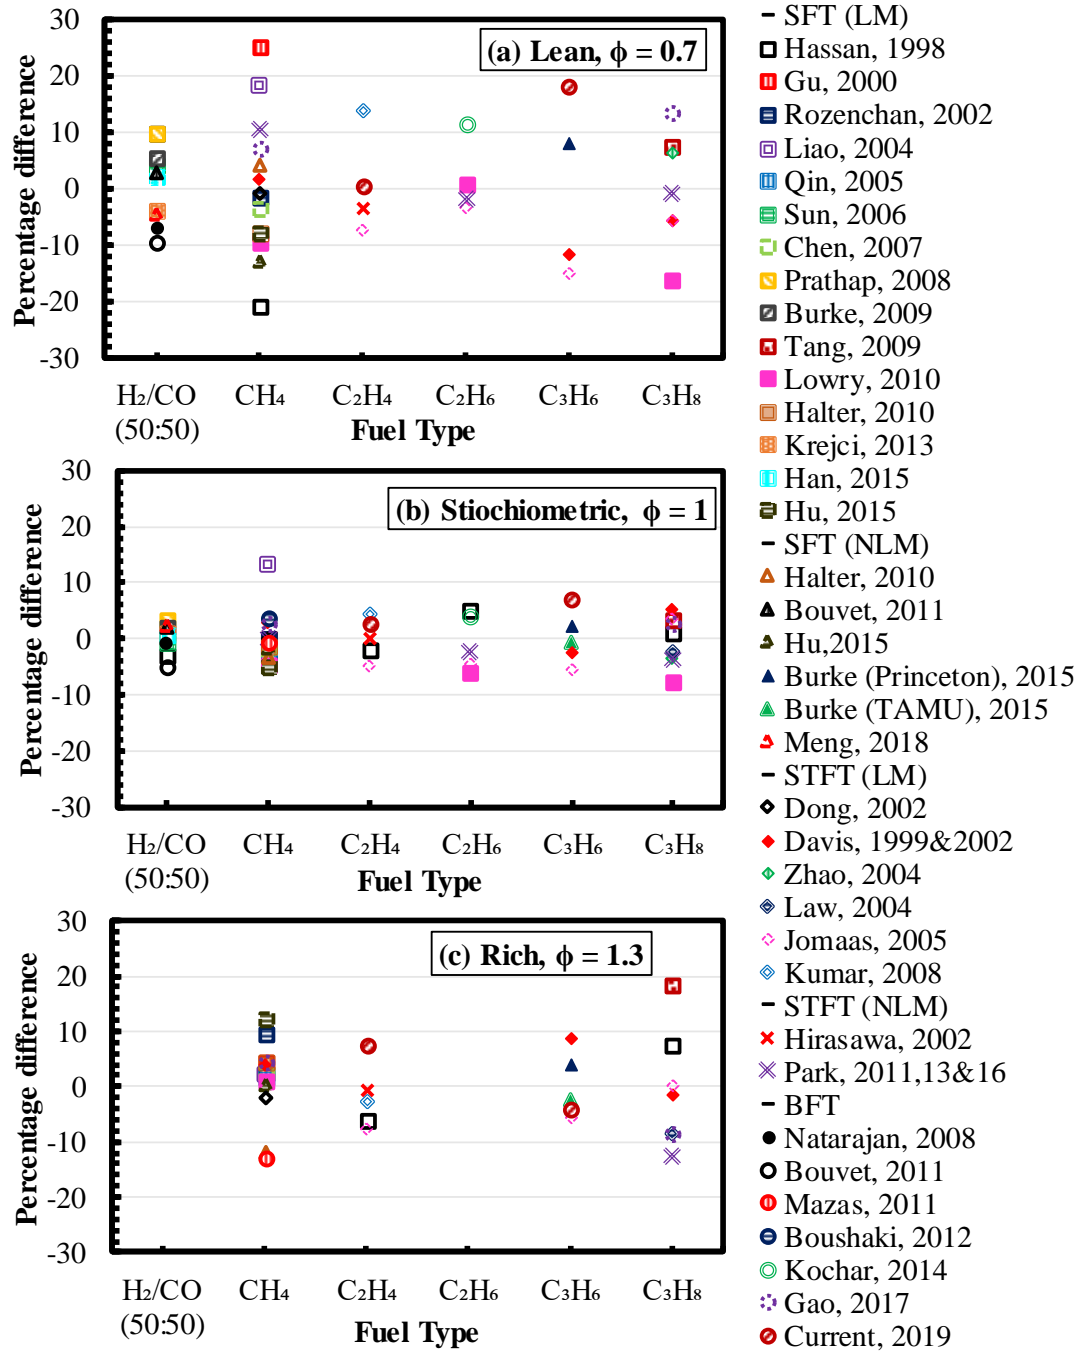 30
20
10
0
-10
-20
-30
Percentage difference
(a) Lean, ϕ = 0.7
H₂/CO
(50:50)
CH₄
C₂H₄
C₂H₆
C₃H₆
C₃H₈
Fuel Type
30
20
10
0
-10
-20
-30
Percentage difference
(b) Stiochiometric, ϕ = 1
H₂/CO
(50:50)
CH₄
C₂H₄
C₂H₆
C₃H₆
C₃H₈
Fuel Type
30
20
10
0
-10
-20
-30
Percentage difference
(c) Rich, ϕ = 1.3
H₂/CO
(50:50)
CH₄
C₂H₄
C₂H₆
C₃H₆
C₃H₈
Fuel Type
SFT (LM)
Hassan, 1998
Gu, 2000
Rozenchan, 2002
Liao, 2004
Qin, 2005
Sun, 2006
Chen, 2007
Prathap, 2008
Burke, 2009
Tang, 2009
Lowry, 2010
Halter, 2010
Krejci, 2013
Han, 2015
Hu, 2015
SFT (NLM)
Halter, 2010
Bouvet, 2011
Hu,2015
Burke (Princeton), 2015
Burke (TAMU), 2015
Meng, 2018
STFT (LM)
Dong, 2002
Davis, 1999&2002
Zhao, 2004
Law, 2004
Jomaas, 2005
Kumar, 2008
STFT (NLM)
Hirasawa, 2002
Park, 2011,13&16
BFT
Natarajan, 2008
Bouvet, 2011
Mazas, 2011
Boushaki, 2012
Kochar, 2014
Gao, 2017
Current, 2019